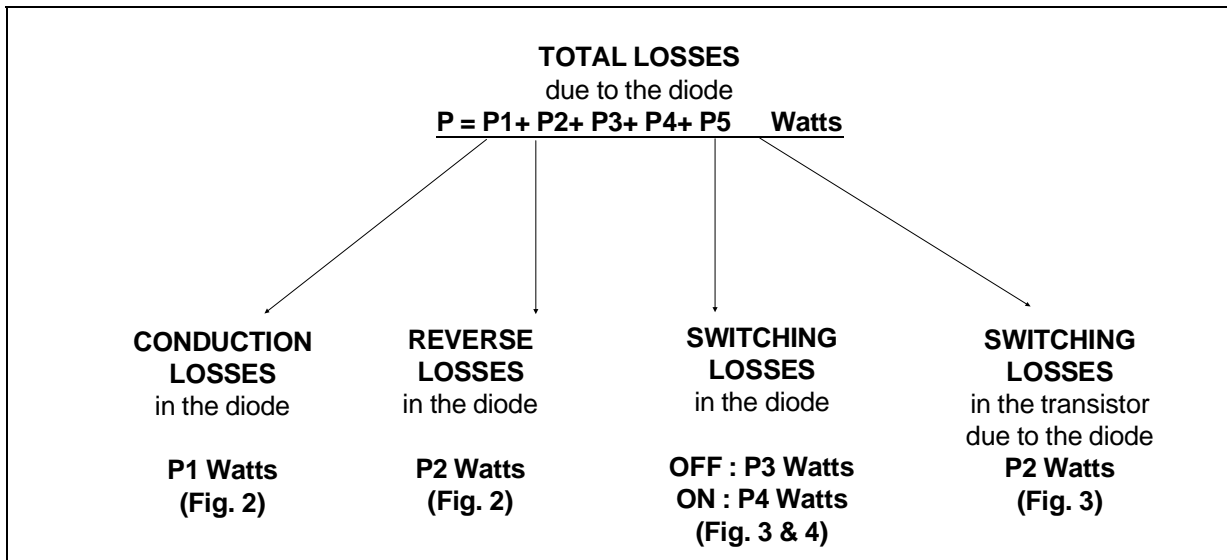 TOTAL LOSSES
due to the diode
P = P1+ P2+ P3+ P4+ P5 Watts
CONDUCTION
LOSSES
in the diode
P1 Watts
(Fig. 2)
REVERSE
LOSSES
in the diode
P2 Watts
(Fig. 2)
SWITCHING
LOSSES
in the diode
OFF : P3 Watts
ON : P4 Watts
(Fig. 3 & 4)
SWITCHING
LOSSES
in the transistor
due to the diode
P2 Watts
(Fig. 3)